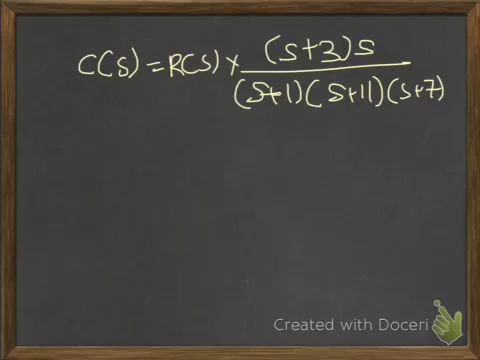 C(s) = R(s) × (s+3)s
(s+1)(s+11)(s+7)
Created with Doceri